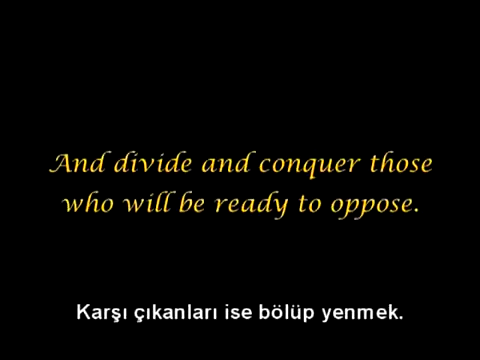 And divide and conquer those
who will be ready to oppose.
Karşı çıkanları ise bölüp yenmek.